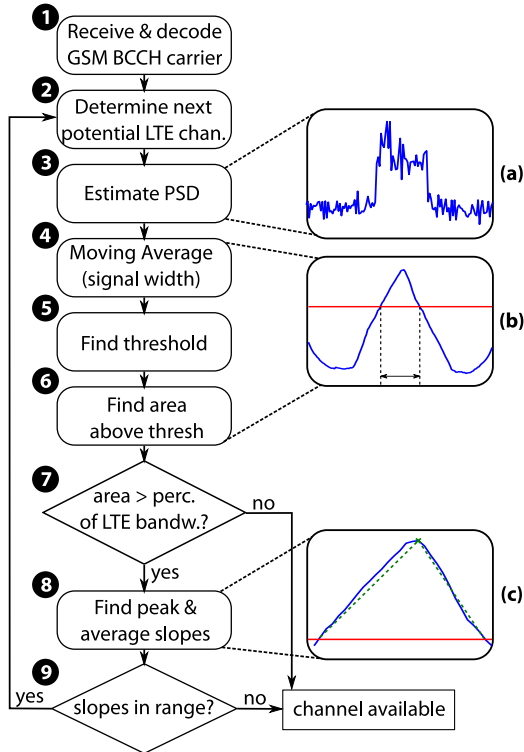 1
Receive & decode
GSM BCCH carrier
2
Determine next
potential LTE chan.
3
Estimate PSD
(a)
4
Moving Average
(signal width)
5
Find threshold
(b)
6
Find area
above thresh
7
area > perc.
of LTE bandw.?
no
yes
8
Find peak &
average slopes
(c)
9
slopes in range?
yes
no
channel available